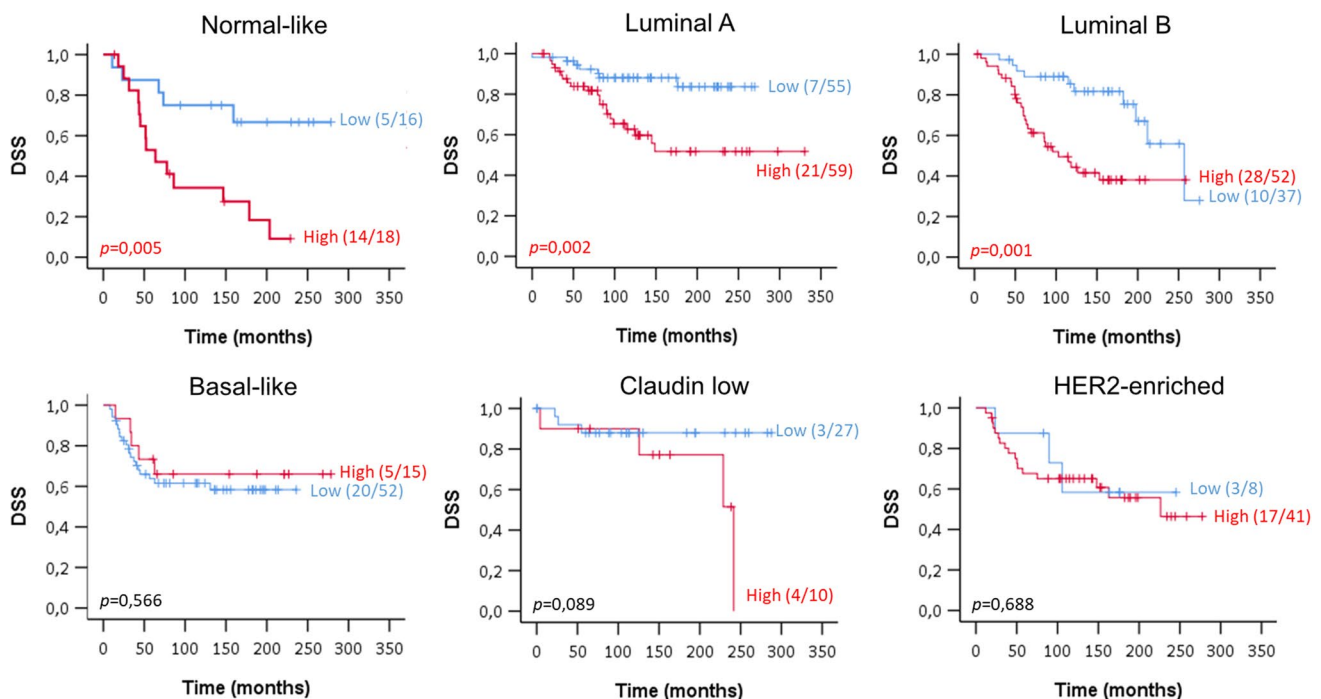 Normal-like
DSS
1,0
0,8
0,6
0,4
0,2
0,0
Low (5/16)
High (14/18)
p=0,005
0 50 100 150 200 250 300 350
Time (months)
Luminal A
DSS
1,0
0,8
0,6
0,4
0,2
0,0
Low (7/55)
High (21/59)
p=0,002
0 50 100 150 200 250 300 350
Time (months)
Luminal B
DSS
1,0
0,8
0,6
0,4
0,2
0,0
High (28/52)
Low (10/37)
p=0,001
0 50 100 150 200 250 300 350
Time (months)
Basal-like
DSS
1,0
0,8
0,6
0,4
0,2
0,0
High (5/15)
Low (20/52)
p=0,566
0 50 100 150 200 250 300 350
Time (months)
Claudin low
DSS
1,0
0,8
0,6
0,4
0,2
0,0
Low (3/27)
High (4/10)
p=0,089
0 50 100 150 200 250 300 350
Time (months)
HER2-enriched
DSS
1,0
0,8
0,6
0,4
0,2
0,0
Low (3/8)
High (17/41)
p=0,688
0 50 100 150 200 250 300 350
Time (months)